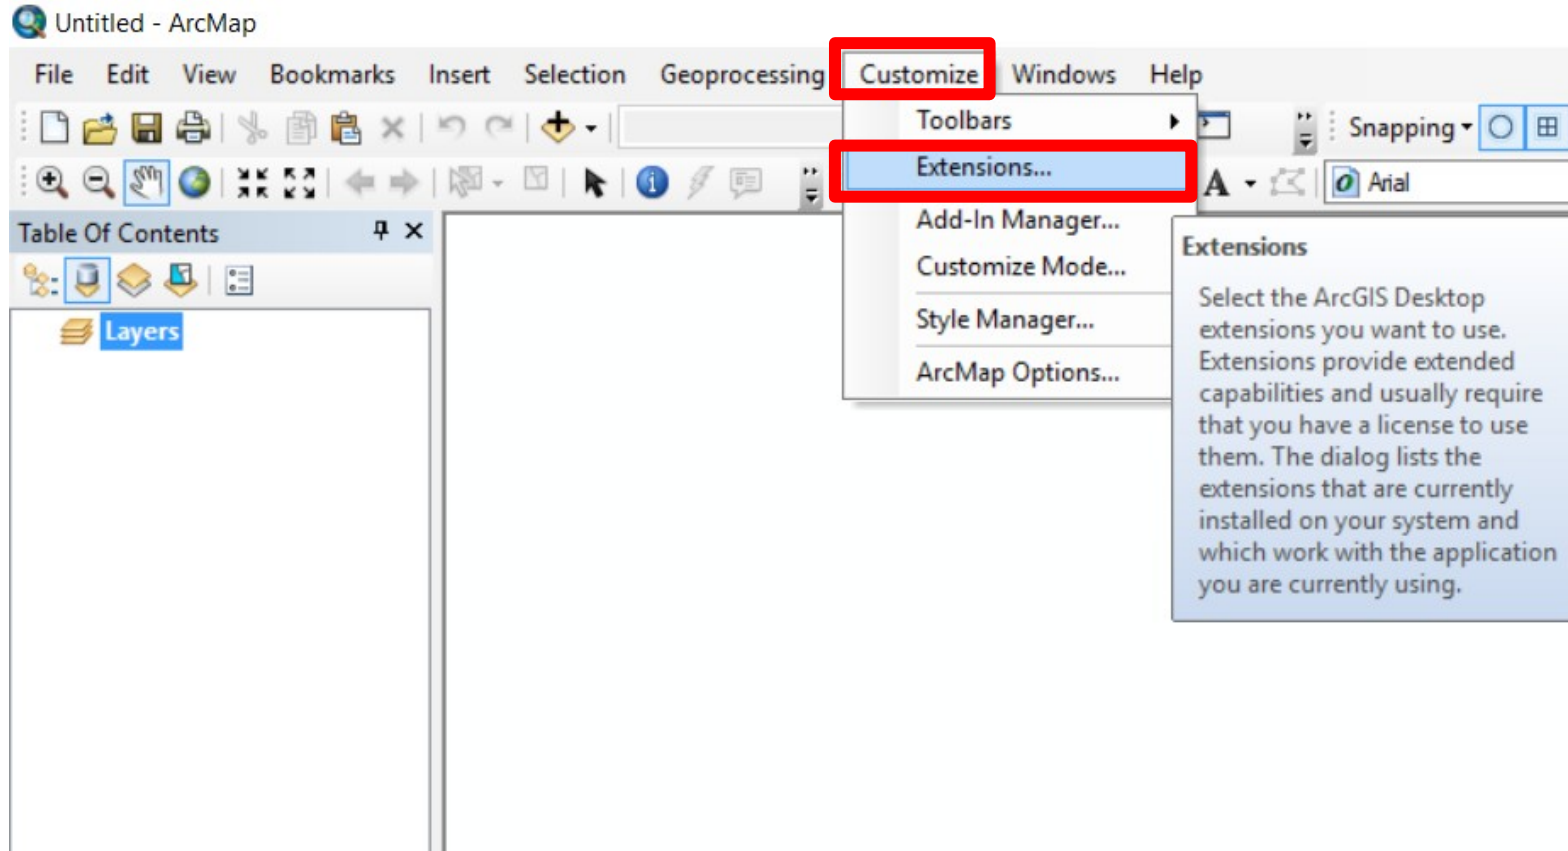 Untitled - ArcMap
File Edit View Bookmarks Insert Selection Geoprocessing Customize Windows Help
Toolbars
Snapping
Extensions...
A
Arial
Table Of Contents
Add-In Manager...
Customize Mode...
Style Manager...
ArcMap Options...
Layers
Extensions
Select the ArcGIS Desktop
extensions you want to use.
Extensions provide extended
capabilities and usually require
that you have a license to use
them. The dialog lists the
extensions that are currently
installed on your system and
which work with the application
you are currently using.